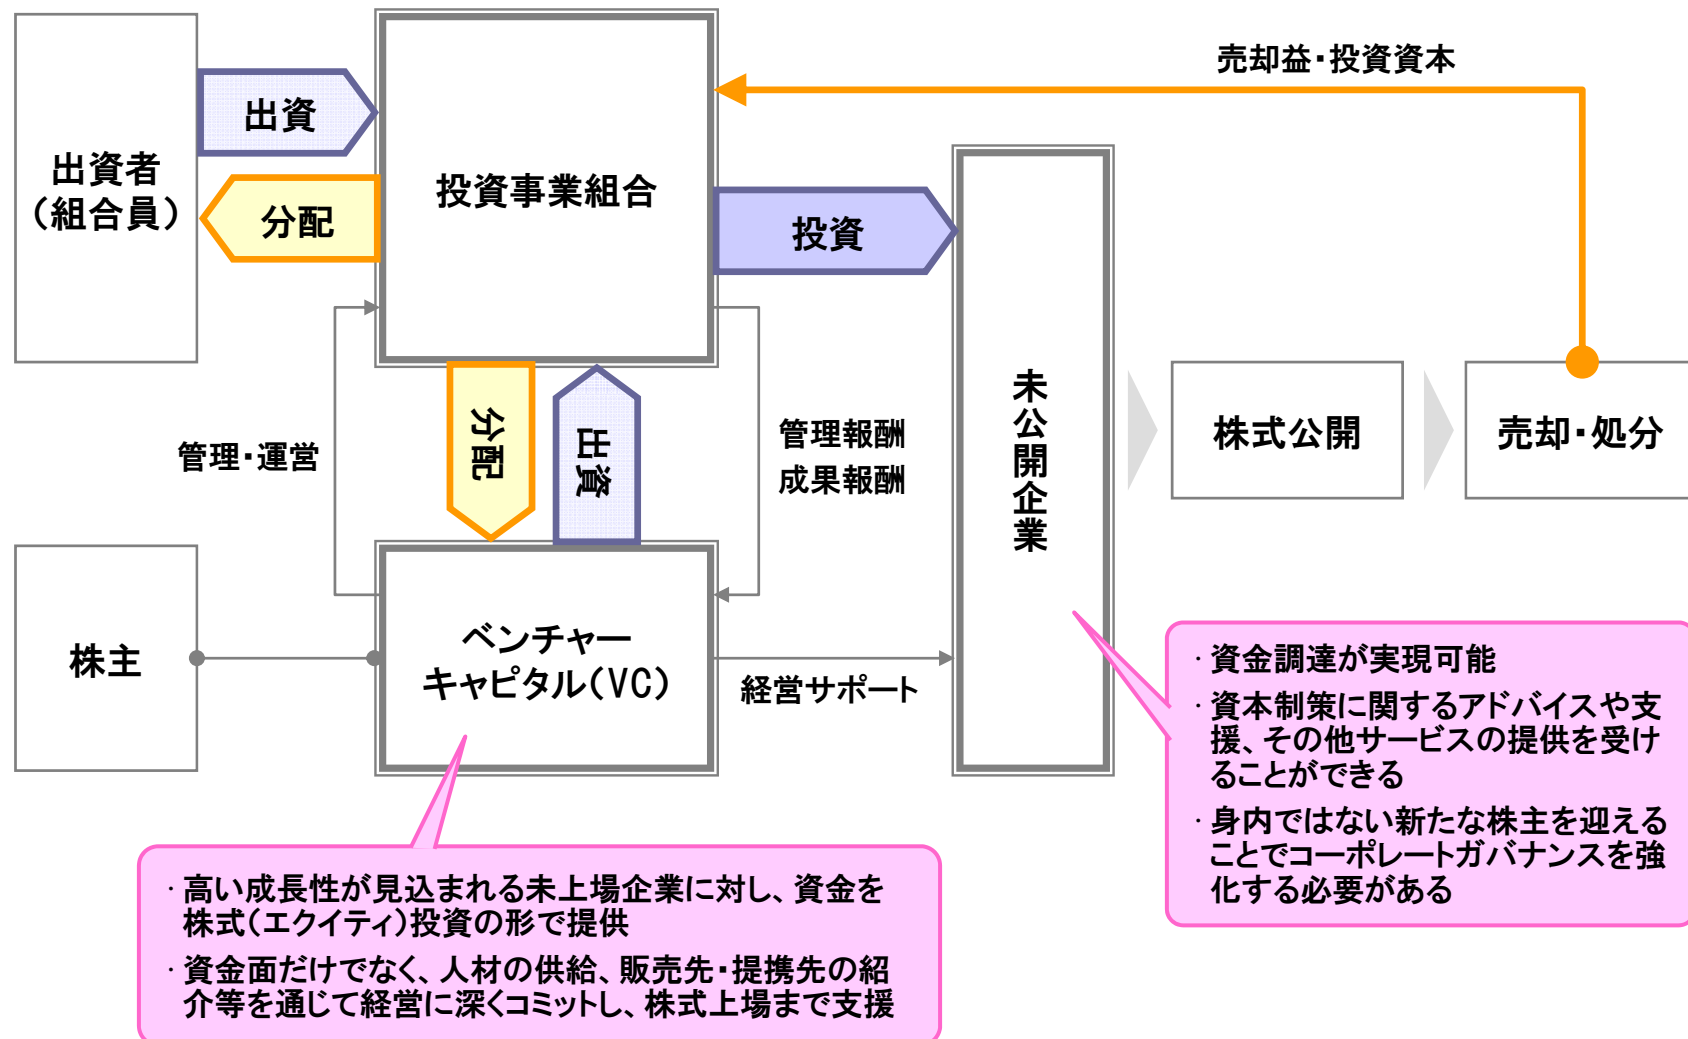 出資者
（組合員）
出資
分配
投資事業組合
売却益・投資資本
投資
管理・運営
分配
出資
管理報酬
成果報酬
未公開企業
株式公開
売却・処分
株主
ベンチャー
キャピタル(VC)
経営サポート
・資金調達が実現可能
・資本制策に関するアドバイスや支
援、その他サービスの提供を受け
ることができる
・身内ではない新たな株主を迎える
ことでコーポレートガバナンスを強
化する必要がある
・高い成長性が見込まれる未上場企業に対し、資金を
株式(エクイティ)投資の形で提供
・資金面だけでなく、人材の供給、販売先・提携先の紹
介等を通じて経営に深くコミットし、株式上場まで支援